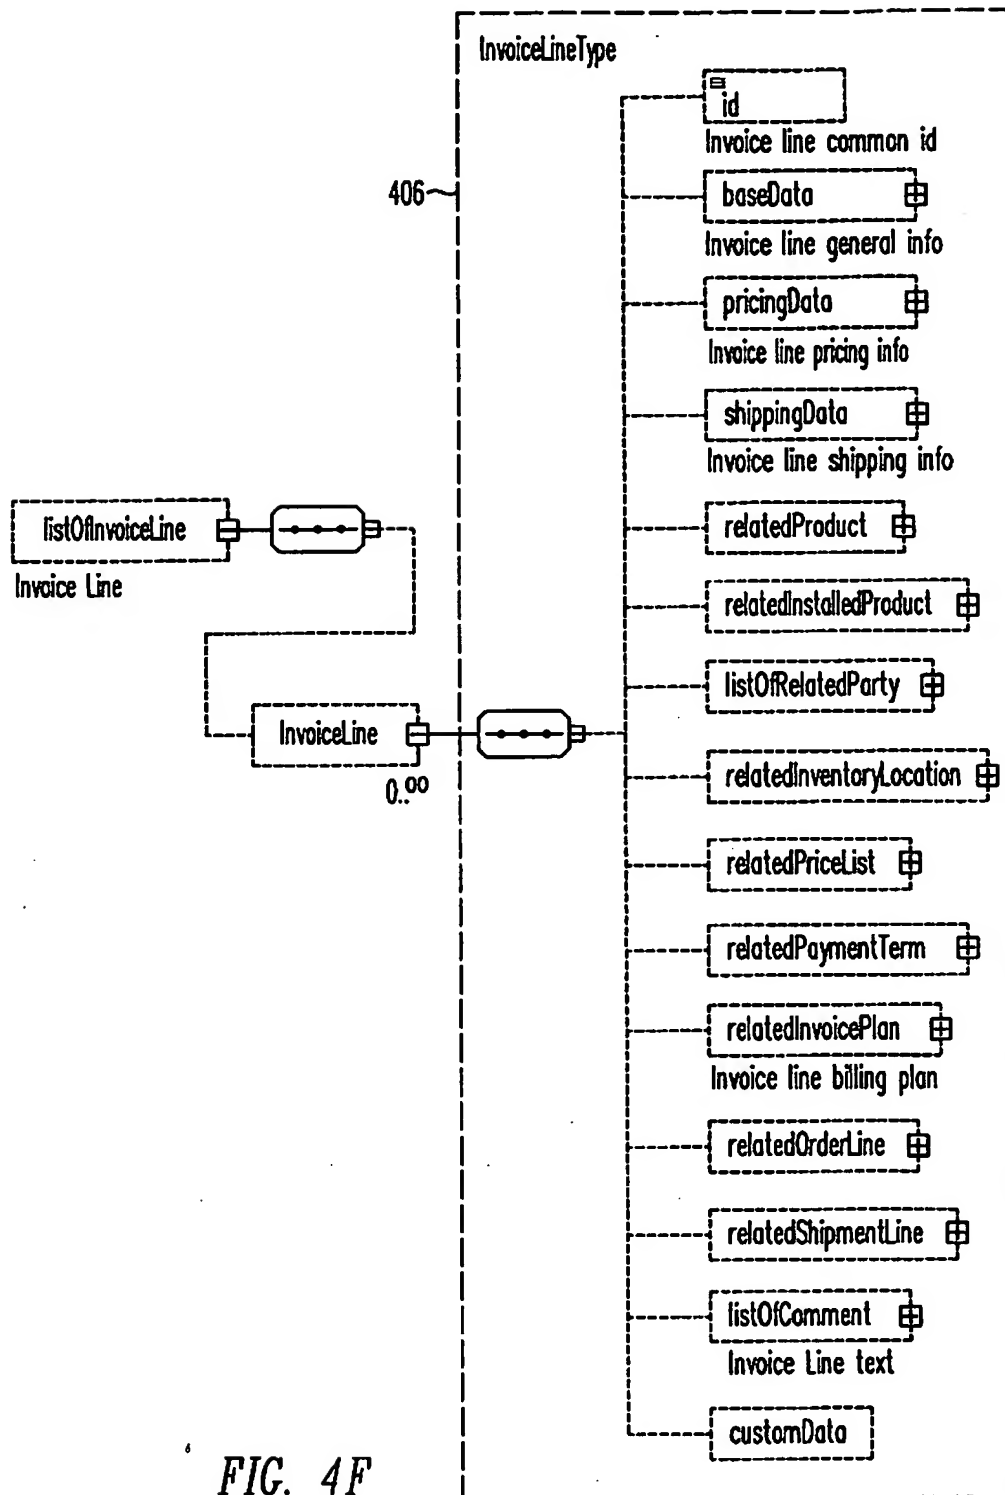 InvoiceLineType
id
Invoice line common id
406
baseData
Invoice line general info
pricingData
Invoice line pricing info
shippingData
Invoice line shipping info
listOfInvoiceLine
Invoice Line
relatedProduct
relatedInstalledProduct
listOfRelatedParty
InvoiceLine
0..∞
relatedInventoryLocation
relatedPriceList
relatedPaymentTerm
relatedInvoicePlan
Invoice line billing plan
relatedOrderLine
relatedShipmentLine
listOfComment
Invoice Line text
customData
FIG. 4F